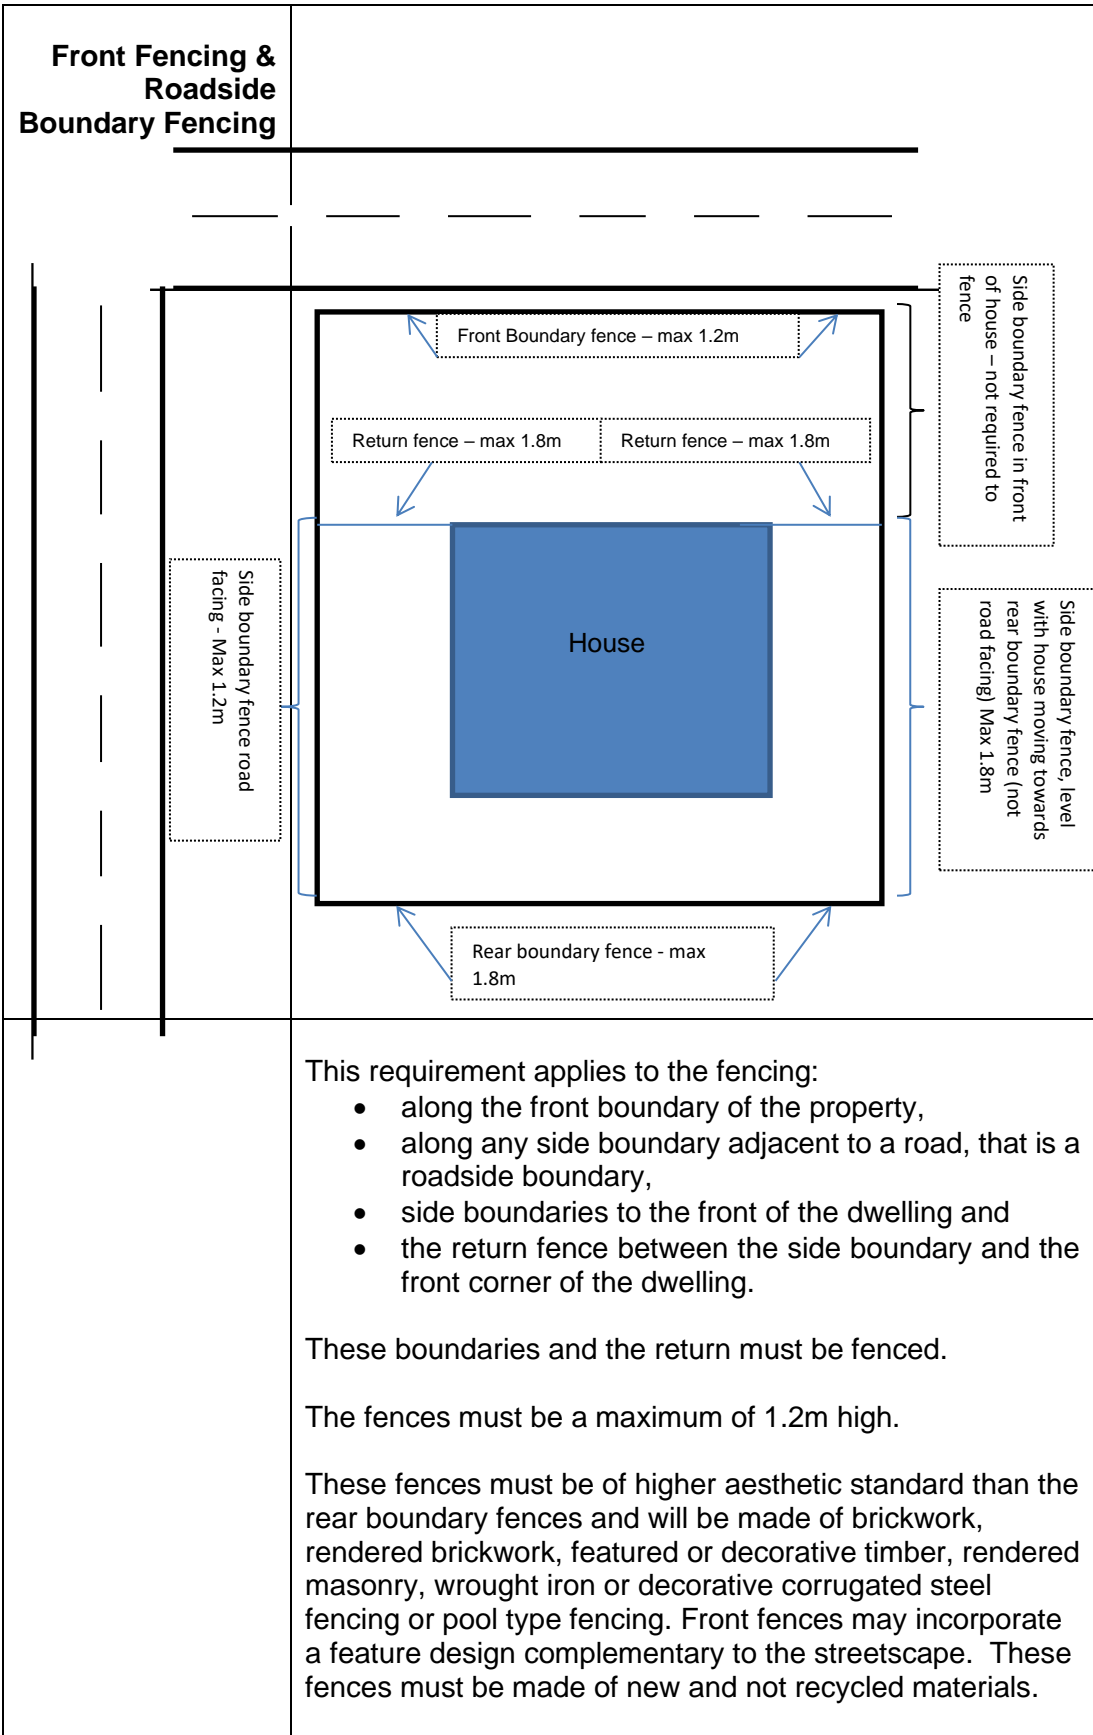 Front Fencing &
Roadside
Boundary Fencing
Front Boundary fence – max 1.2m
Return fence – max 1.8m
Return fence – max 1.8m
Side boundary fence in front
of house – not required to
fence
Side boundary fence road
facing - Max 1.2m
House
Side boundary fence, level
with house moving towards
rear boundary fence (not
road facing) Max 1.8m
Rear boundary fence - max
1.8m
This requirement applies to the fencing:
• along the front boundary of the property,
• along any side boundary adjacent to a road, that is a
roadside boundary,
• side boundaries to the front of the dwelling and
• the return fence between the side boundary and the
front corner of the dwelling.
These boundaries and the return must be fenced.
The fences must be a maximum of 1.2m high.
These fences must be of higher aesthetic standard than the
rear boundary fences and will be made of brickwork,
rendered brickwork, featured or decorative timber, rendered
masonry, wrought iron or decorative corrugated steel
fencing or pool type fencing. Front fences may incorporate
a feature design complementary to the streetscape.  These
fences must be made of new and not recycled materials.